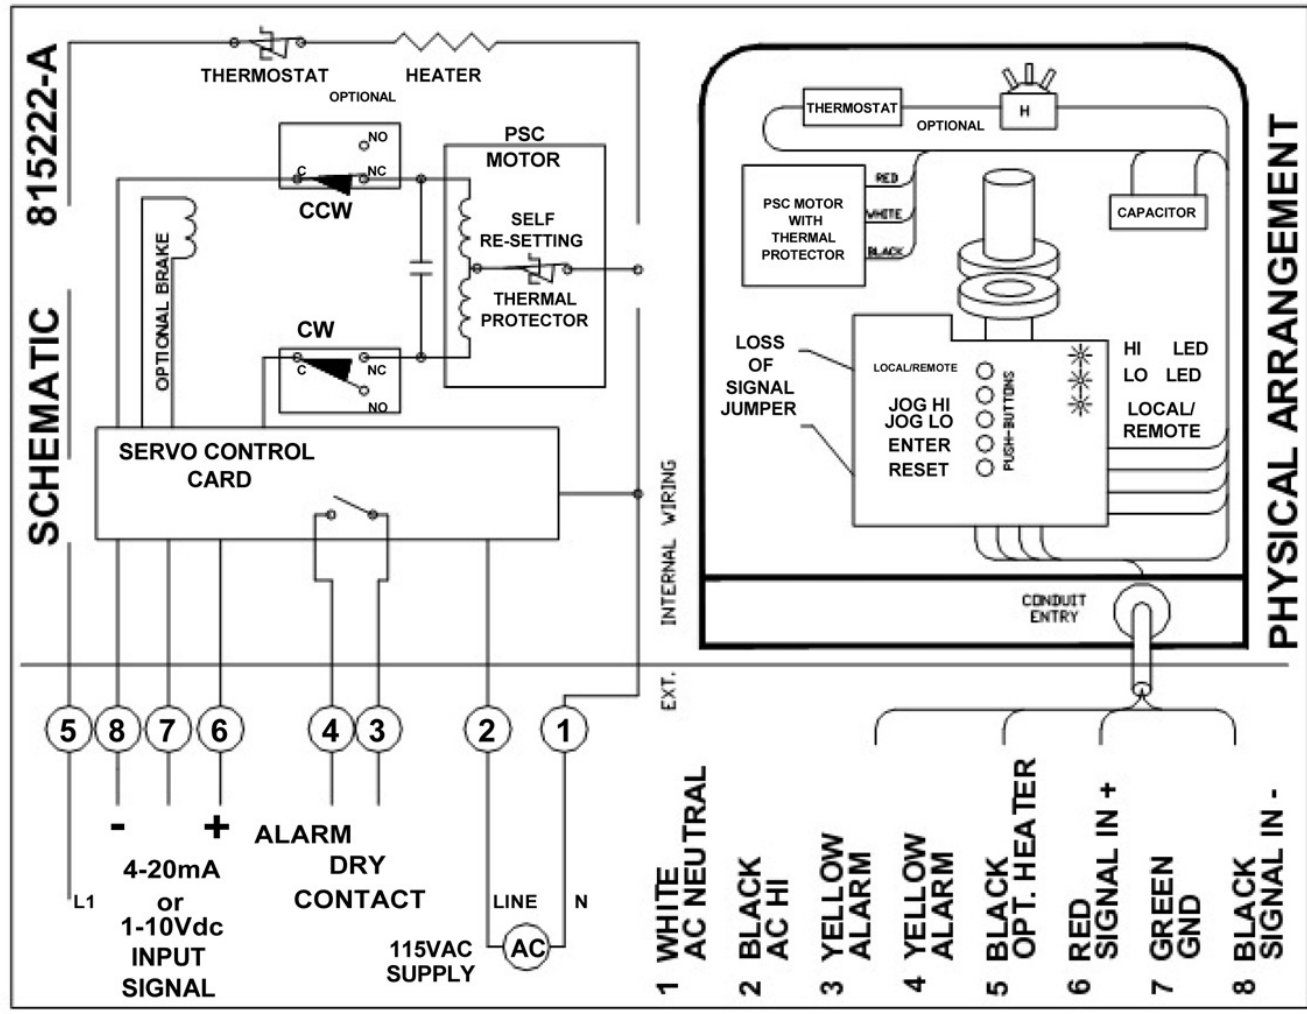 SCHEMATIC 815222-A
THERMOSTAT
HEATER
OPTIONAL
NO
C
NC
CCW
PSC
MOTOR
SELF
RE-SETTING
THERMAL
PROTECTOR
OPTIONAL BRAKE
CW
C
NC
NO
SERVO CONTROL
CARD
INTERNAL WIRING
EXT.
5
8
7
6
4
3
2
1
-
+
4-20mA
or
1-10Vdc
INPUT
SIGNAL
L1
ALARM
DRY
CONTACT
LINE
N
115VAC
SUPPLY
AC
PHYSICAL ARRANGEMENT
THERMOSTAT
H
OPTIONAL
PSC MOTOR
WITH
THERMAL
PROTECTOR
RED
WHITE
BLACK
CAPACITOR
LOSS
OF
SIGNAL
JUMPER
LOCAL/REMOTE
JOG HI
JOG LO
ENTER
RESET
PUSH-BUTTONS
HI LED
LO LED
LOCAL/
REMOTE
CONDUIT
ENTRY
1 WHITE
AC NEUTRAL
2 BLACK
AC HI
3 YELLOW
ALARM
4 YELLOW
ALARM
5 BLACK
OPT. HEATER
6 RED
SIGNAL IN +
7 GREEN
GND
8 BLACK
SIGNAL IN -